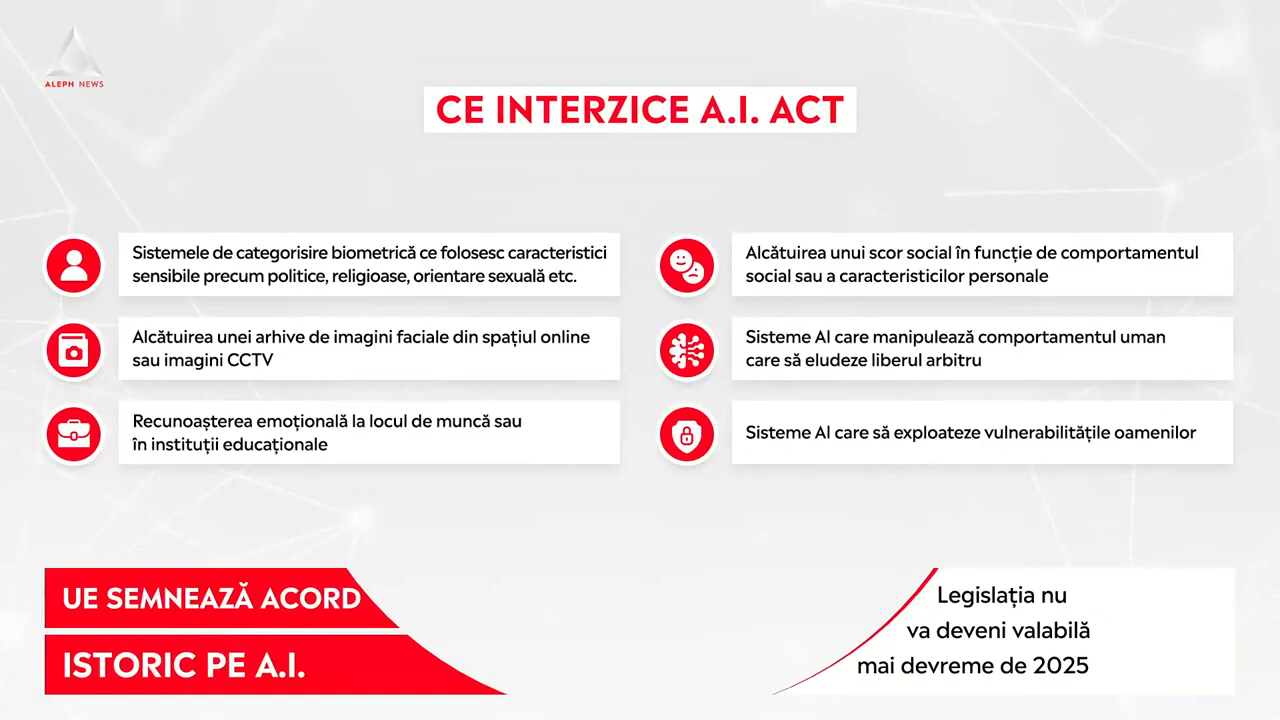 ALEPH NEWS
CE INTERZICE A.I. ACT
Sistemele de categorisire biometrică ce folosesc caracteristici
sensibile precum politice, religioase, orientare sexuală etc.
Alcătuirea unei arhive de imagini faciale din spațiul online
sau imagini CCTV
Recunoașterea emoțională la locul de muncă sau
în instituții educaționale
Alcătuirea unui scor social în funcție de comportamentul
social sau a caracteristicilor personale
Sisteme AI care manipulează comportamentul uman
care să eludeze liberul arbitru
Sisteme AI care să exploateze vulnerabilitățile oamenilor
UE SEMNEAZĂ ACORD
ISTORIC PE A.I.
Legislația nu
va deveni valabilă
mai devreme de 2025